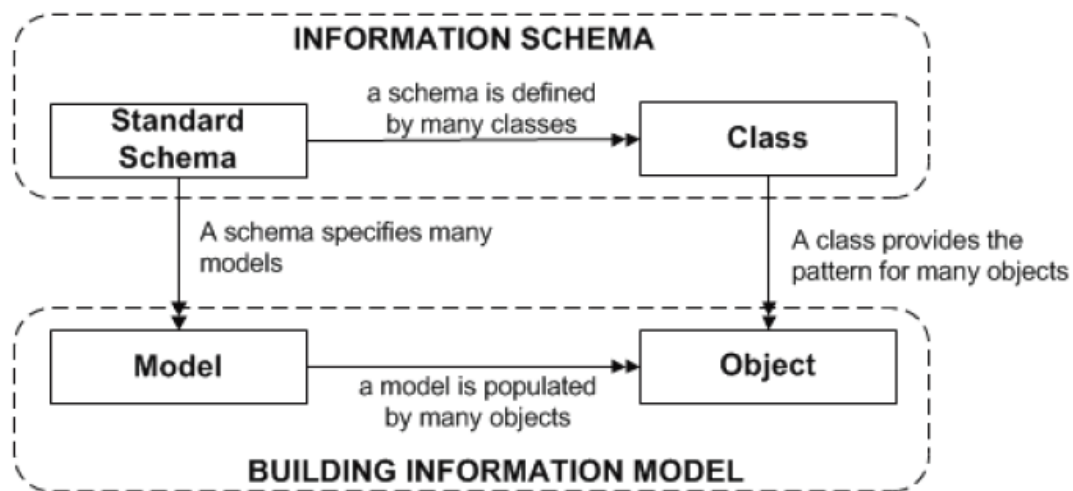 INFORMATION SCHEMA
a schema is defined
by many classes
Standard
Schema
Class
A schema specifies many
models
A class provides the
pattern for many objects
Model
Object
a model is populated
by many objects
BUILDING INFORMATION MODEL